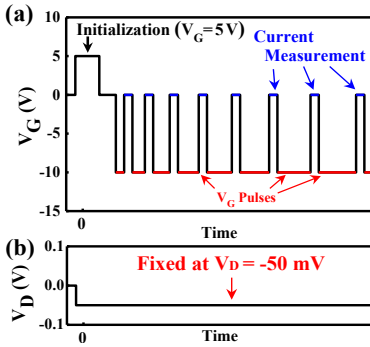 (a)
Initialization (VG=5V)
Current
Measurement
VG (V)
10
5
0
-5
-10
-15
VG Pulses
0
Time
(b)
VD (V)
0.1
0.0
-0.1
Fixed at VD = -50 mV
0
Time